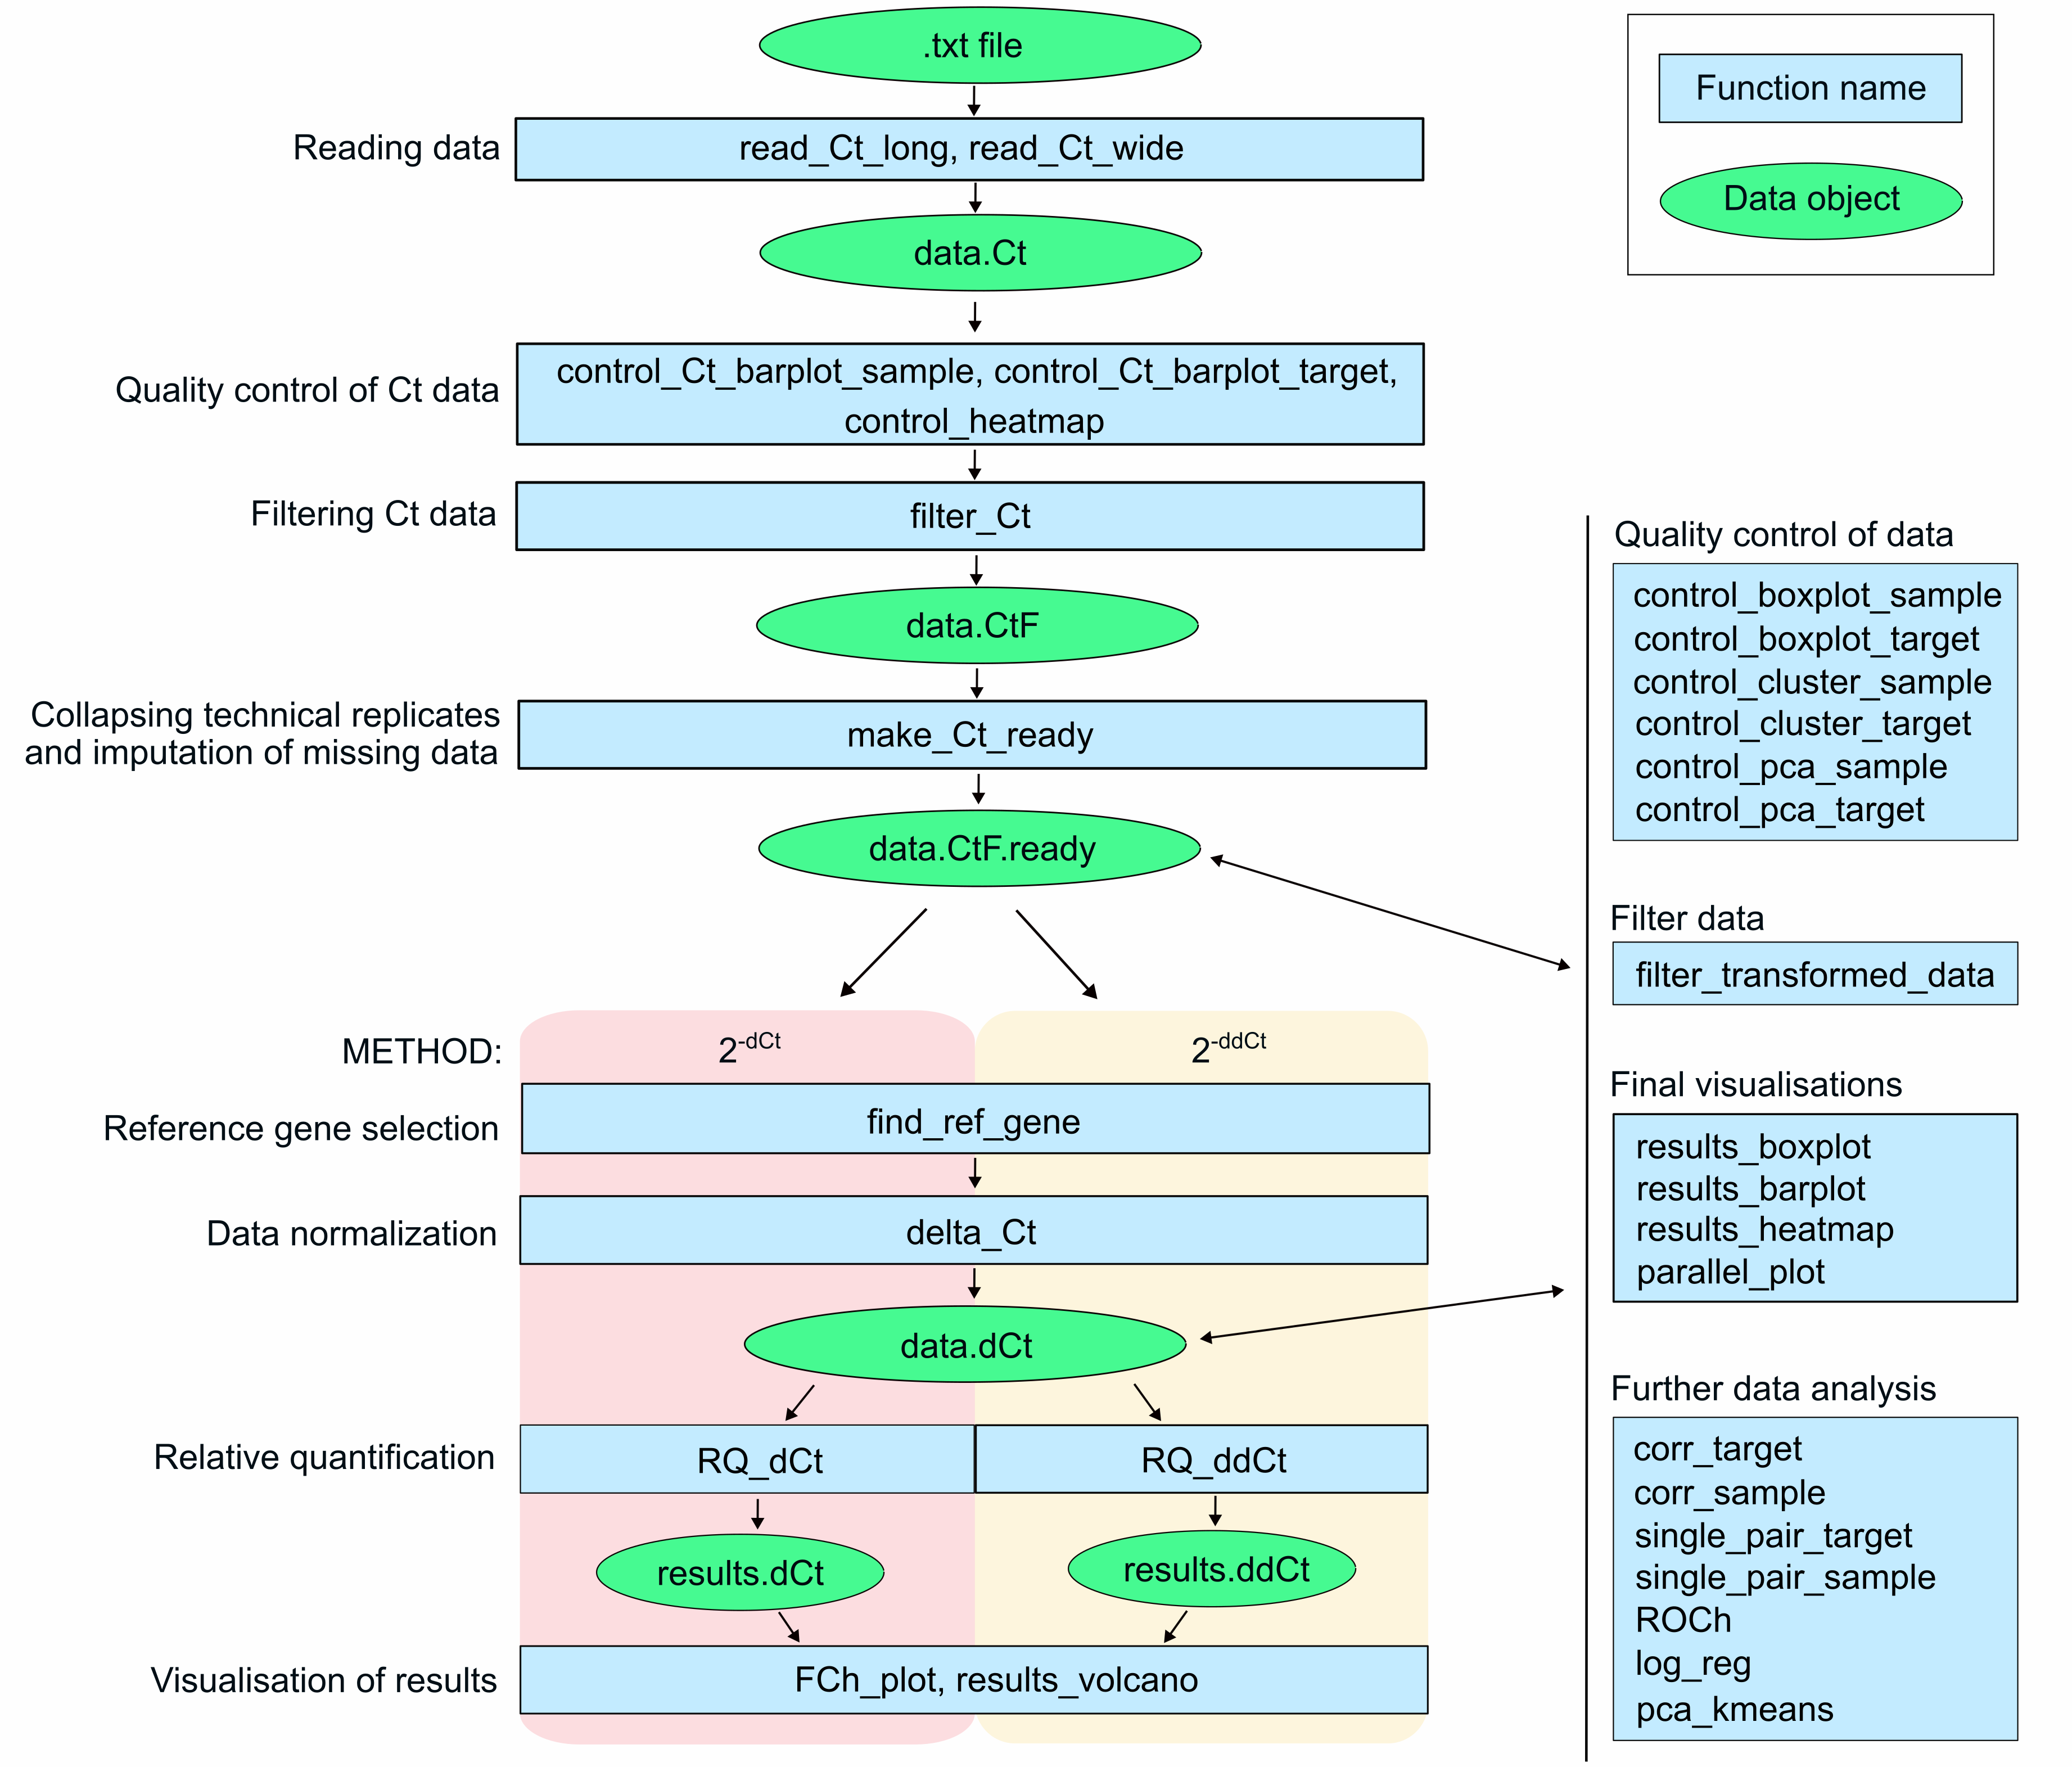 .txt file
Function name
Data object
Reading data
read_Ct_long, read_Ct_wide
data.Ct
Quality control of Ct data
control_Ct_barplot_sample, control_Ct_barplot_target,
control_heatmap
Filtering Ct data
filter_Ct
data.CtF
Collapsing technical replicates
and imputation of missing data
make_Ct_ready
data.CtF.ready
METHOD:
2-dCt
2-ddCt
Reference gene selection
find_ref_gene
Data normalization
delta_Ct
data.dCt
Relative quantification
RQ_dCt
RQ_ddCt
results.dCt
results.ddCt
Visualisation of results
FCh_plot, results_volcano
Quality control of data
control_boxplot_sample
control_boxplot_target
control_cluster_sample
control_cluster_target
control_pca_sample
control_pca_target
Filter data
filter_transformed_data
Final visualisations
results_boxplot
results_barplot
results_heatmap
parallel_plot
Further data analysis
corr_target
corr_sample
single_pair_target
single_pair_sample
ROCh
log_reg
pca_kmeans